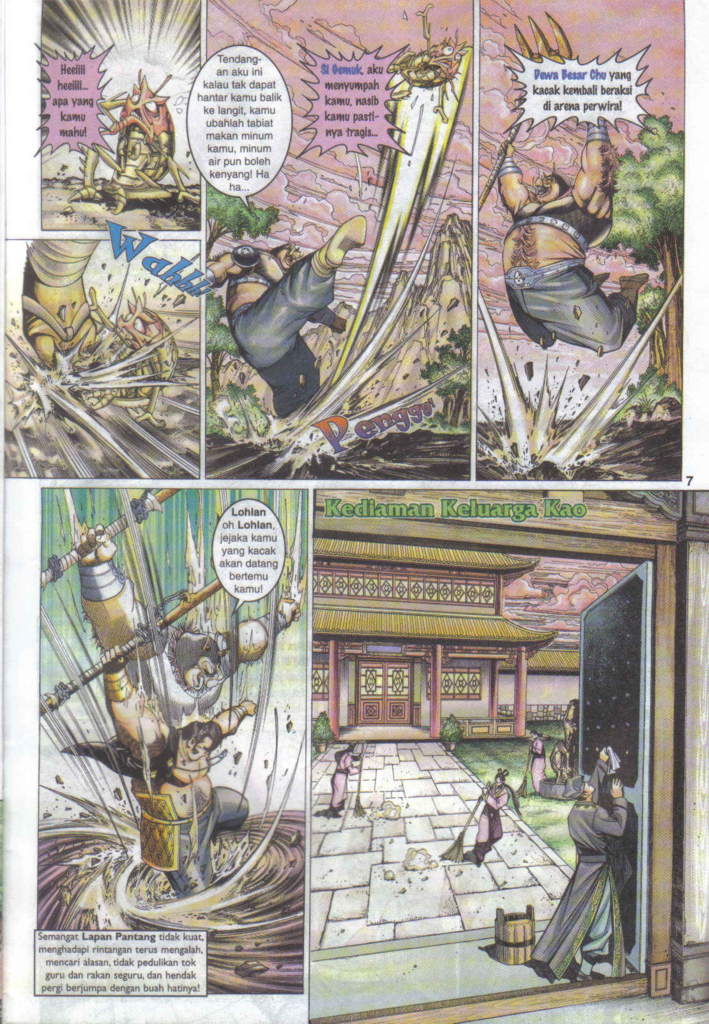 Heeiii
heeiii...
apa yang
kamu
mahu!
Tendang-
an aku ini
kalau tak dapat
hantar kamu balik
ke langit, kamu
ubahlah tabiat
makan minum
kamu, minum
air pun boleh
kenyang! Ha
ha...
Si Gemuk, aku
menyumpah
kamu, nasib
kamu pasti-
nya tragis...
Dewa Besar Chu yang
kacak kembali beraksi
di arena perwira!
Wahh
Pengga
7
Lohlan
oh Lohlan,
jejaka kamu
yang kacak
akan datang
bertemu
kamu!
Semangat Lapan Pantang tidak kuat,
menghadapi rintangan terus mengalah,
mencari alasan, tidak pedulikan tok
guru dan rakan seguru, dan hendak
pergi berjumpa dengan buah hatinya!
Kediaman Keluarga Kao